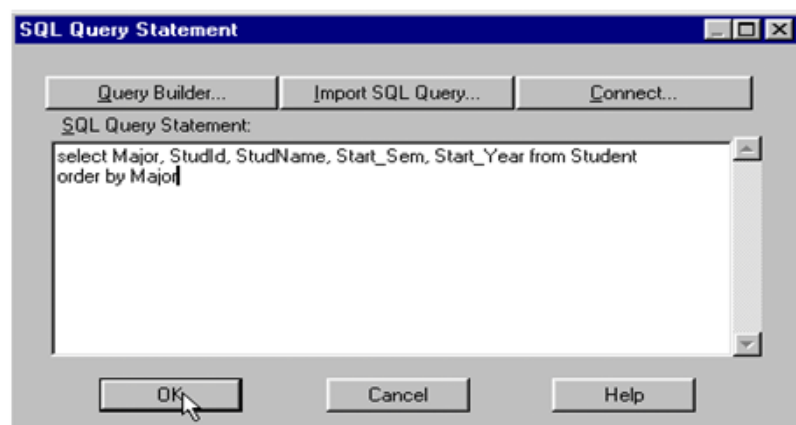 SQL Query Statement
Query Builder... Import SQL Query... Connect...
SQL Query Statement:
select Major, StudId, StudName, Start_Sem, Start_Year from Student
order by Major
OK Cancel Help